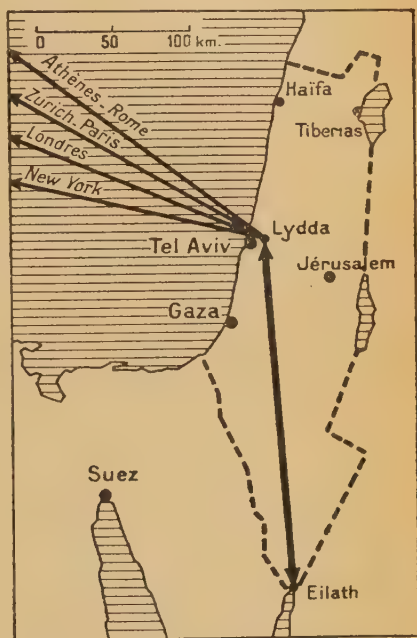 0 50 100 km.
Athènes-Rome
Zurich-Paris
Londres
New York
Haïfa
Tiberias
Lydda
Tel Aviv
Jérusalem
Gaza
Suez
Eilath